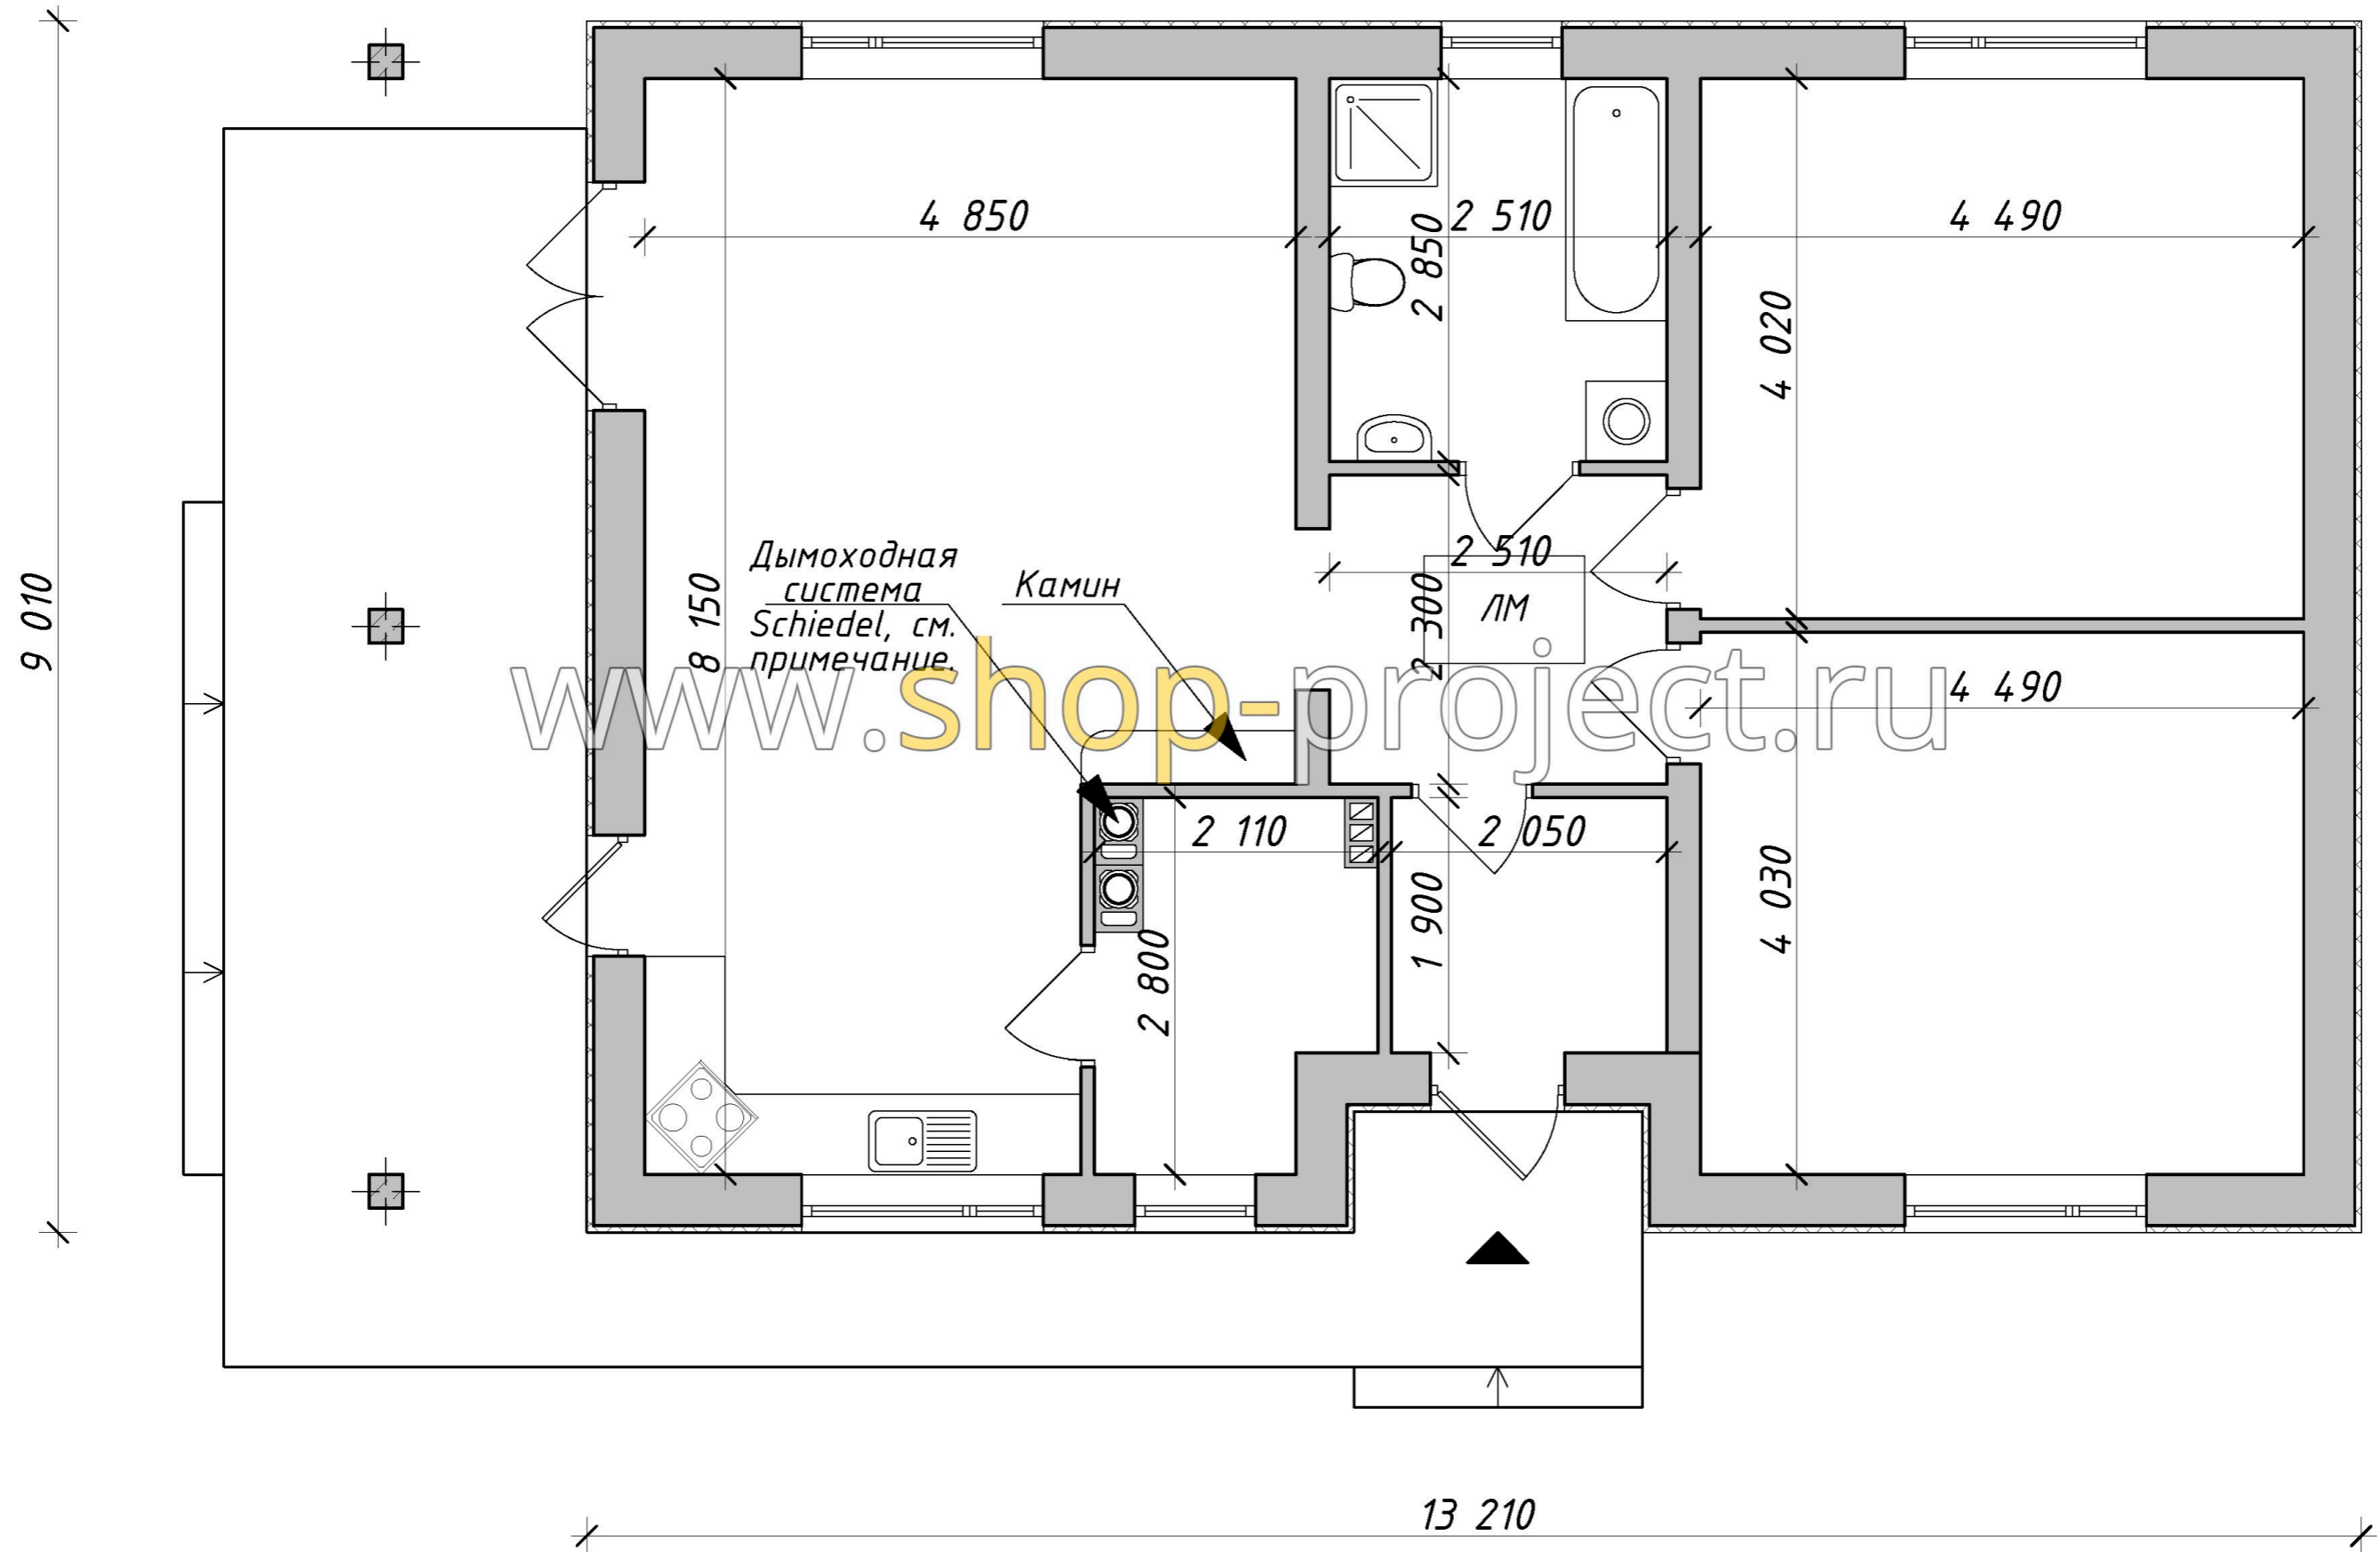 4 850
2 510
4 490
2 850
4 020
9 010
8 150
Дымоходная
система
Schiedel, см.
примечание.
Камин
2 510
2 300
ЛМ
www.shop-project.ru
4 490
2 110
2 050
1 900
4 030
2 800
13 210